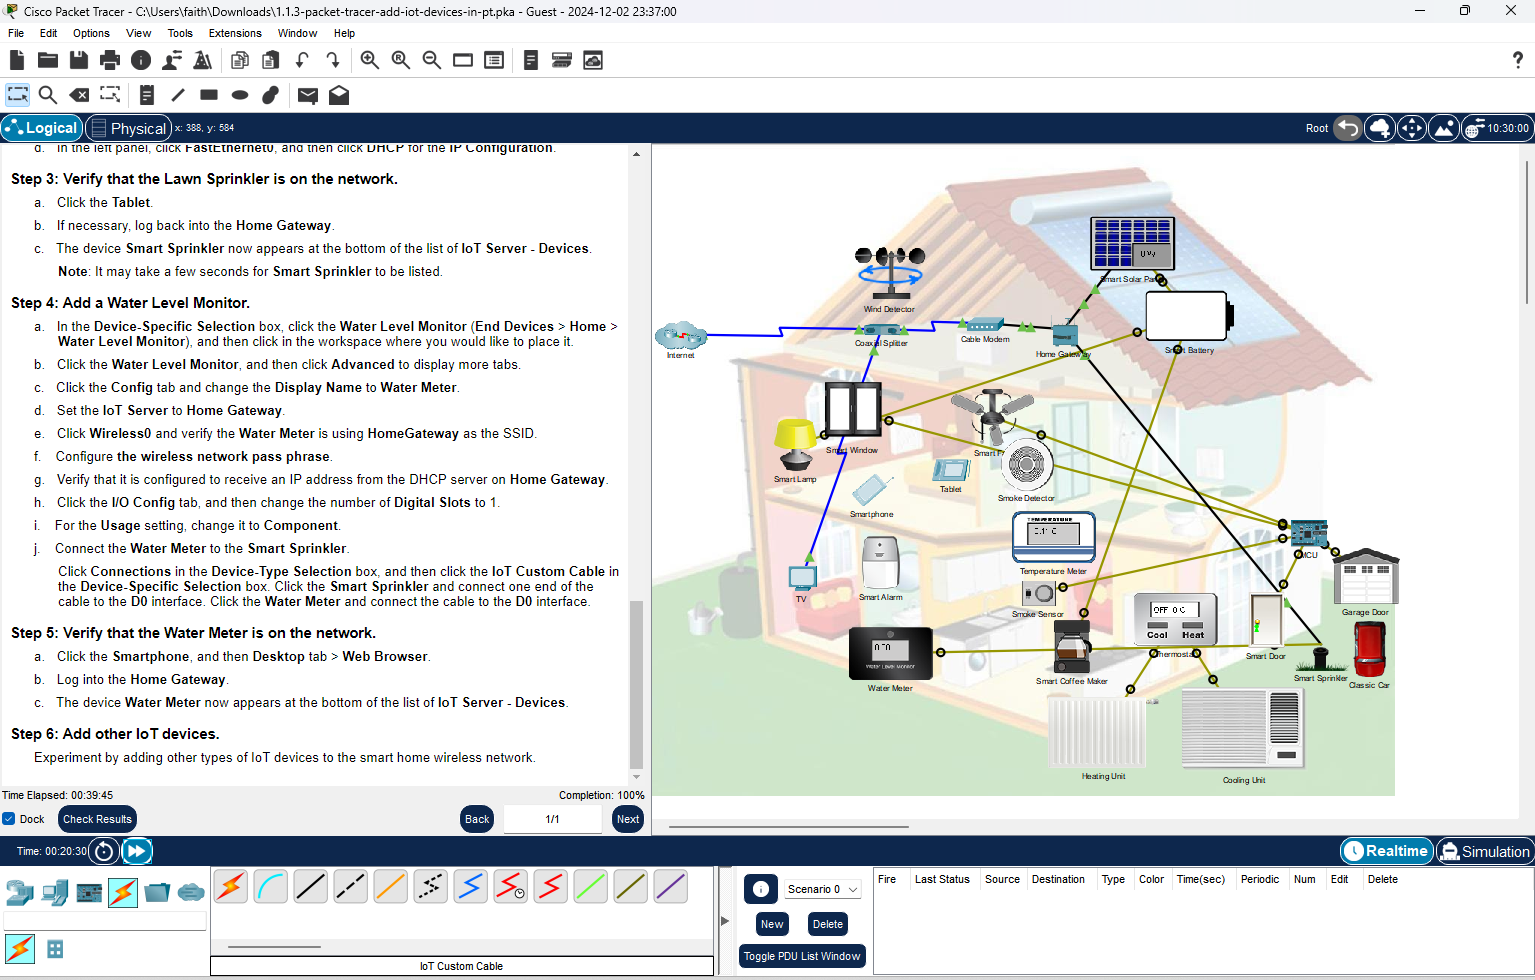 Cisco Packet Tracer - C:\Users\faith\Downloads\1.1.3-packet-tracer-add-iot-devices-in-pt.pka - Guest - 2024-12-02 23:37:00
File Edit Options View Tools Extensions Window Help
Logical Physical x: 388, y: 584 Root 10:30:00
d. In the left panel, click FastEthernet0, and then click DHCP for the IP Configuration.
Step 3: Verify that the Lawn Sprinkler is on the network.
a. Click the Tablet.
b. If necessary, log back into the Home Gateway.
c. The device Smart Sprinkler now appears at the bottom of the list of IoT Server - Devices.
Note: It may take a few seconds for Smart Sprinkler to be listed.
Step 4: Add a Water Level Monitor.
a. In the Device-Specific Selection box, click the Water Level Monitor (End Devices > Home >
Water Level Monitor), and then click in the workspace where you would like to place it.
b. Click the Water Level Monitor, and then click Advanced to display more tabs.
c. Click the Config tab and change the Display Name to Water Meter.
d. Set the IoT Server to Home Gateway.
e. Click Wireless0 and verify the Water Meter is using HomeGateway as the SSID.
f. Configure the wireless network pass phrase.
g. Verify that it is configured to receive an IP address from the DHCP server on Home Gateway.
h. Click the I/O Config tab, and then change the number of Digital Slots to 1.
i. For the Usage setting, change it to Component.
j. Connect the Water Meter to the Smart Sprinkler.
Click Connections in the Device-Type Selection box, and then click the IoT Custom Cable in
the Device-Specific Selection box. Click the Smart Sprinkler and connect one end of the
cable to the D0 interface. Click the Water Meter and connect the cable to the D0 interface.
Step 5: Verify that the Water Meter is on the network.
a. Click the Smartphone, and then Desktop tab > Web Browser.
b. Log into the Home Gateway.
c. The device Water Meter now appears at the bottom of the list of IoT Server - Devices.
Step 6: Add other IoT devices.
Experiment by adding other types of IoT devices to the smart home wireless network.
Time Elapsed: 00:39:45 Completion: 100%
Dock Check Results Back 1/1 Next
Smart Solar
Wind Detector
Internet
Coaxial Splitter
Cable Modem
Home Gateway
Battery
Smart Window
Smart Lamp
Smart
Tablet
Smoke Detector
Smartphone
TEMPERATURE
Temperature Meter
MCU
TV
Smart Alarm
Smoke Sensor
Garage Door
OFF 0 C
Cool Heat
Thermostat
Smart Door
Water Level Monitor
Water Meter
Smart Coffee Maker
Smart Sprinkler
Classic Car
Heating Unit
Cooling Unit
Time: 00:20:30 Realtime Simulation
Scenario 0
New Delete
Toggle PDU List Window
Fire Last Status Source Destination Type Color Time(sec) Periodic Num Edit Delete
IoT Custom Cable